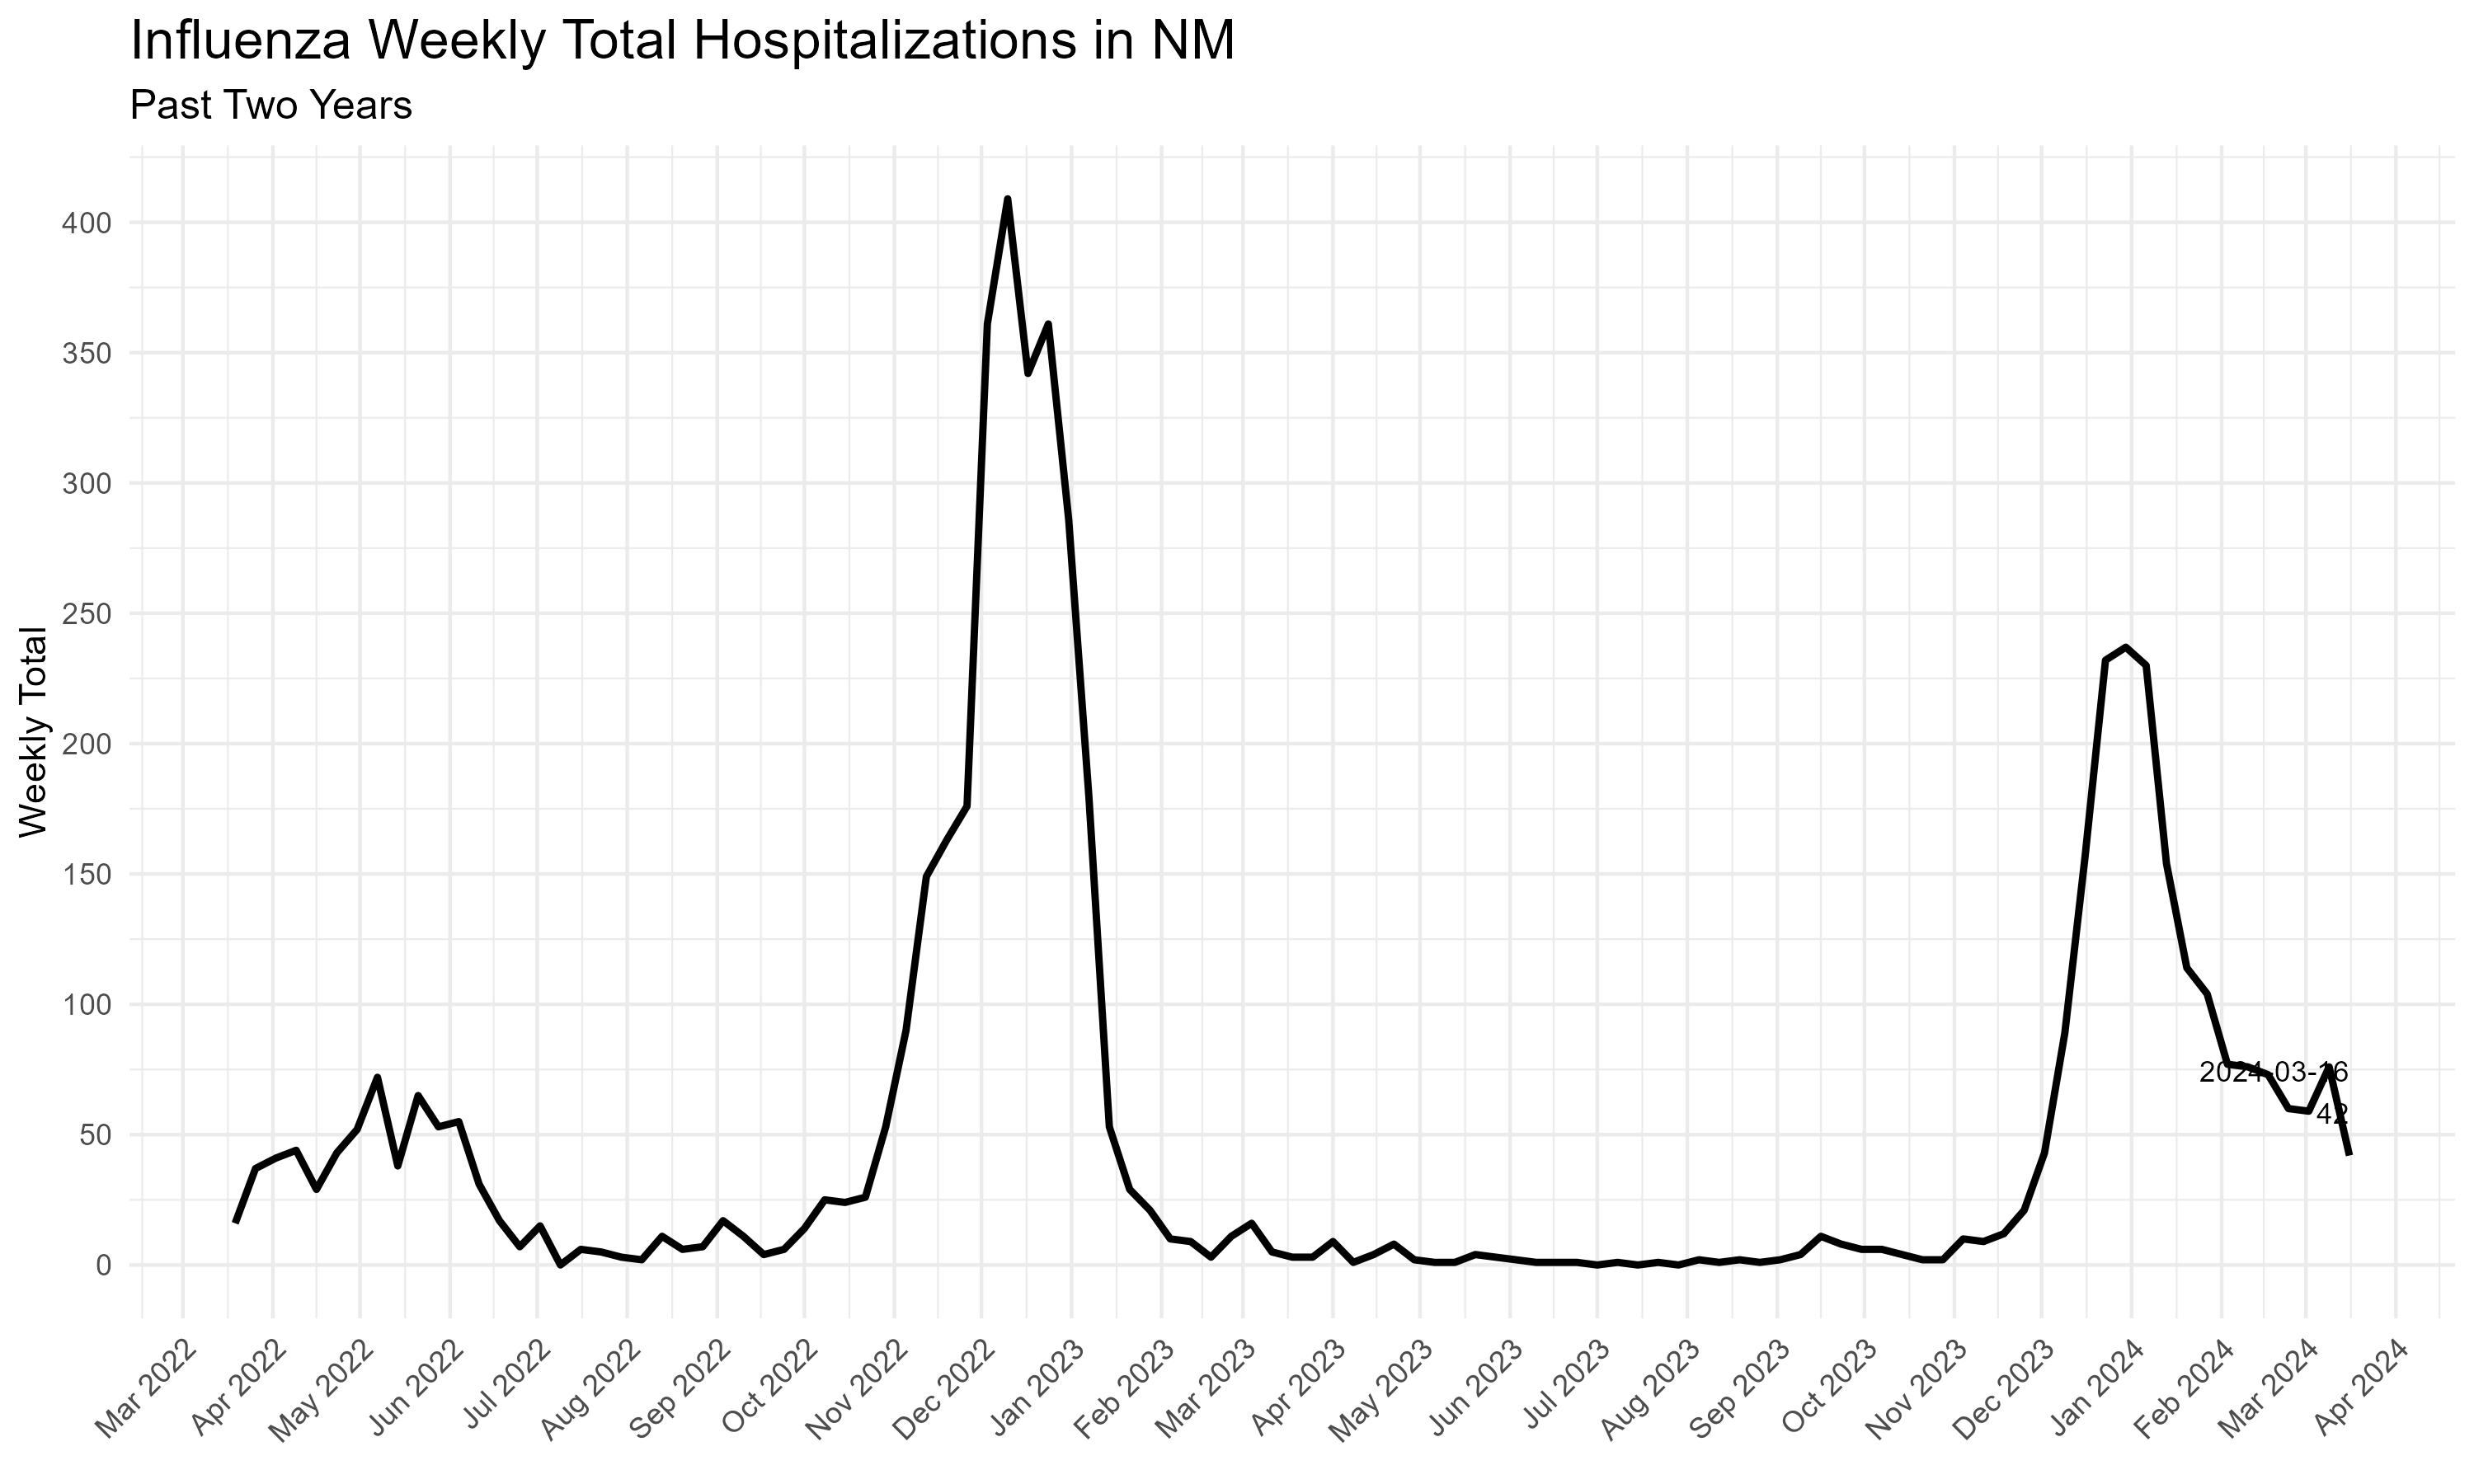 Influenza Weekly Total Hospitalizations in NM
Past Two Years
Weekly Total
400
350
300
250
200
150
100
50
0
2024-03-16
42
Mar 2022
Apr 2022
May 2022
Jun 2022
Jul 2022
Aug 2022
Sep 2022
Oct 2022
Nov 2022
Dec 2022
Jan 2023
Feb 2023
Mar 2023
Apr 2023
May 2023
Jun 2023
Jul 2023
Aug 2023
Sep 2023
Oct 2023
Nov 2023
Dec 2023
Jan 2024
Feb 2024
Mar 2024
Apr 2024